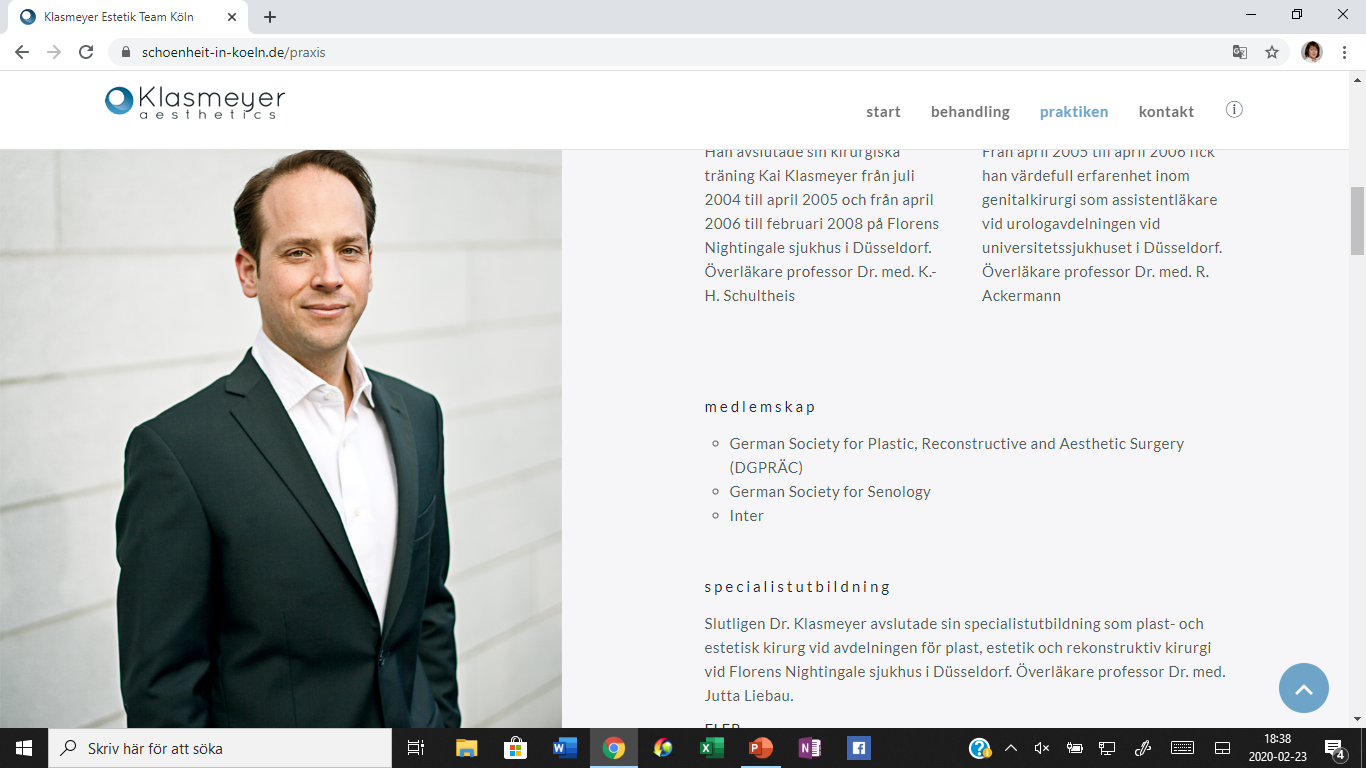 Klasmeyer Estetik Team Köln
schoenheit-in-koeln.de/praxis
Klasmeyer
aesthetics
start behandling praktiken kontakt i
Han avslutade sin kirurgiska
träning Kai Klasmeyer från juli
2004 till april 2005 och från april
2006 till februari 2008 på Florens
Nightingale sjukhus i Düsseldorf.
Överläkare professor Dr. med. K.-
H. Schultheis
Från april 2005 till april 2006 fick
han värdefull erfarenhet inom
genitalkirurgi som assistentläkare
vid urologavdelningen vid
universitetssjukhuset i Düsseldorf.
Överläkare professor Dr. med. R.
Ackermann
medlemskap
German Society for Plastic, Reconstructive and Aesthetic Surgery
(DGPRÄC)
German Society for Senology
Inter
specialistutbildning
Slutligen Dr. Klasmeyer avslutade sin specialistutbildning som plast- och
estetisk kirurg vid avdelningen för plast, estetik och rekonstruktiv kirurgi
vid Florens Nightingale sjukhus i Düsseldorf. Överläkare professor Dr. med.
Jutta Liebau.
Skriv här för att söka
18:38
2020-02-23
4